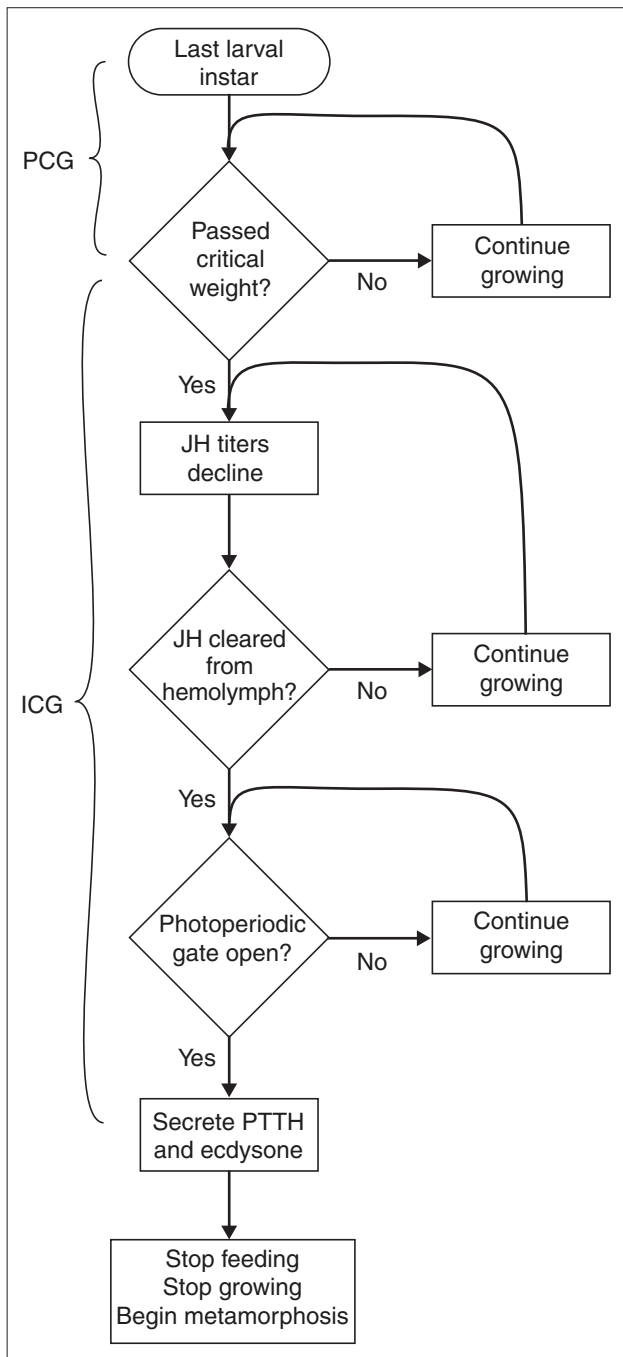 Last larval
instar
PCG
Passed
critical
weight?
No
Continue
growing
Yes
JH titers
decline
JH cleared
from
hemolymph?
No
Continue
growing
ICG
Yes
Photoperiodic
gate open?
No
Continue
growing
Yes
Secrete PTTH
and ecdysone
Stop feeding
Stop growing
Begin metamorphosis